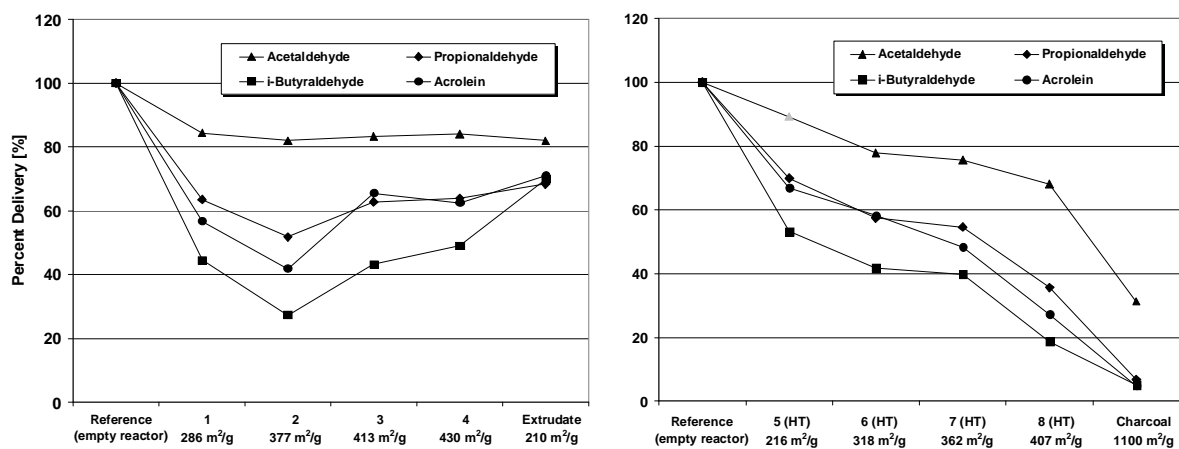 120
100
80
60
40
20
0
Percent Delivery [%]
Acetaldehyde
Propionaldehyde
i-Butyraldehyde
Acrolein
Reference
(empty reactor)
1
286 m²/g
2
377 m²/g
3
413 m²/g
4
430 m²/g
Extrudate
210 m²/g
120
100
80
60
40
20
0
Acetaldehyde
Propionaldehyde
i-Butyraldehyde
Acrolein
Reference
(empty reactor)
5 (HT)
216 m²/g
6 (HT)
318 m²/g
7 (HT)
362 m²/g
8 (HT)
407 m²/g
Charcoal
1100 m²/g